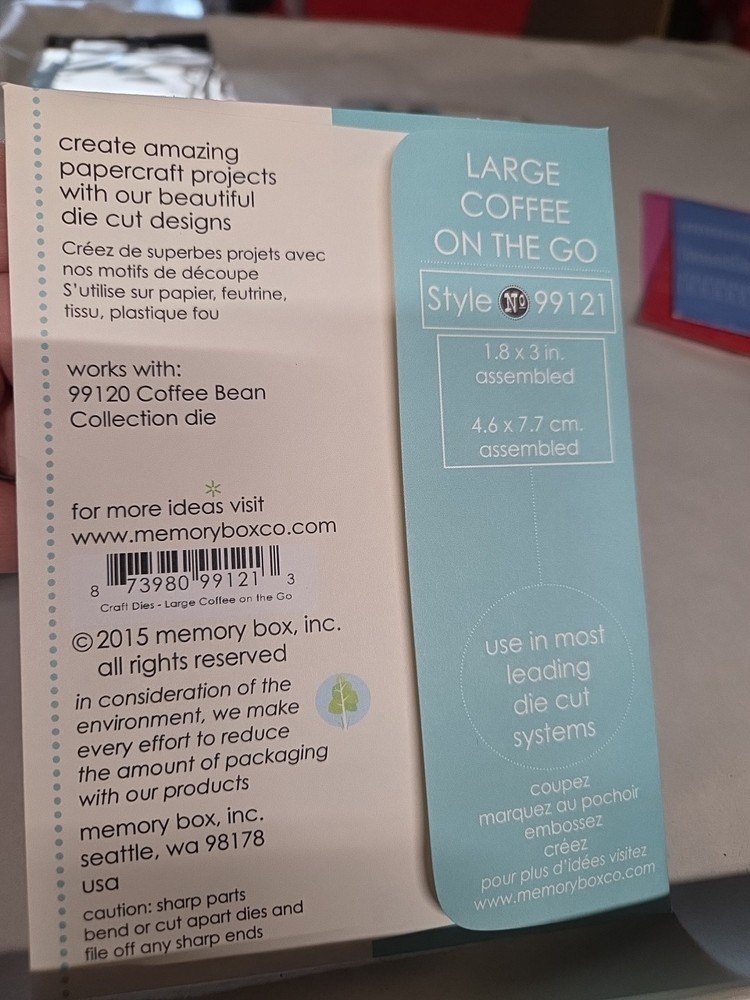 create amazing
papercraft projects
with our beautiful
die cut designs
Créez de superbes projets avec
nos motifs de découpe
S'utilise sur papier, feutrine,
tissu, plastique fou
works with:
99120 Coffee Bean
Collection die
for more ideas visit
www.memoryboxco.com
8 73980 99121 3
Craft Dies - Large Coffee on the Go
©2015 memory box, inc.
all rights reserved
in consideration of the
environment, we make
every effort to reduce
the amount of packaging
with our products
memory box, inc.
seattle, wa 98178
usa
caution: sharp parts
bend or cut apart dies and
file off any sharp ends
LARGE
COFFEE
ON THE GO
Style No 99121
1.8 x 3 in.
assembled
4.6 x 7.7 cm.
assembled
use in most
leading
die cut
systems
coupez
marquez au pochoir
embossez
créez
pour plus d'idées visitez
www.memoryboxco.com